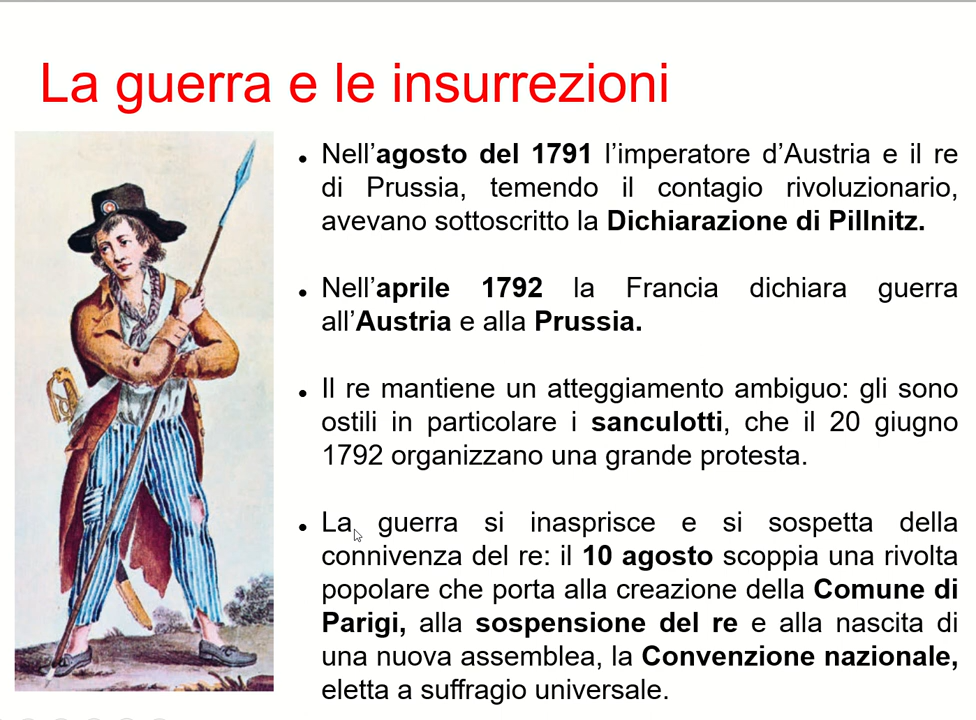 La guerra e le insurrezioni
• Nell’agosto del 1791 l’imperatore d’Austria e il re
di Prussia, temendo il contagio rivoluzionario,
avevano sottoscritto la Dichiarazione di Pillnitz.
• Nell’aprile 1792 la Francia dichiara guerra
all’Austria e alla Prussia.
• Il re mantiene un atteggiamento ambiguo: gli sono
ostili in particolare i sanculotti, che il 20 giugno
1792 organizzano una grande protesta.
• La guerra si inasprisce e si sospetta della
connivenza del re: il 10 agosto scoppia una rivolta
popolare che porta alla creazione della Comune di
Parigi, alla sospensione del re e alla nascita di
una nuova assemblea, la Convenzione nazionale,
eletta a suffragio universale.